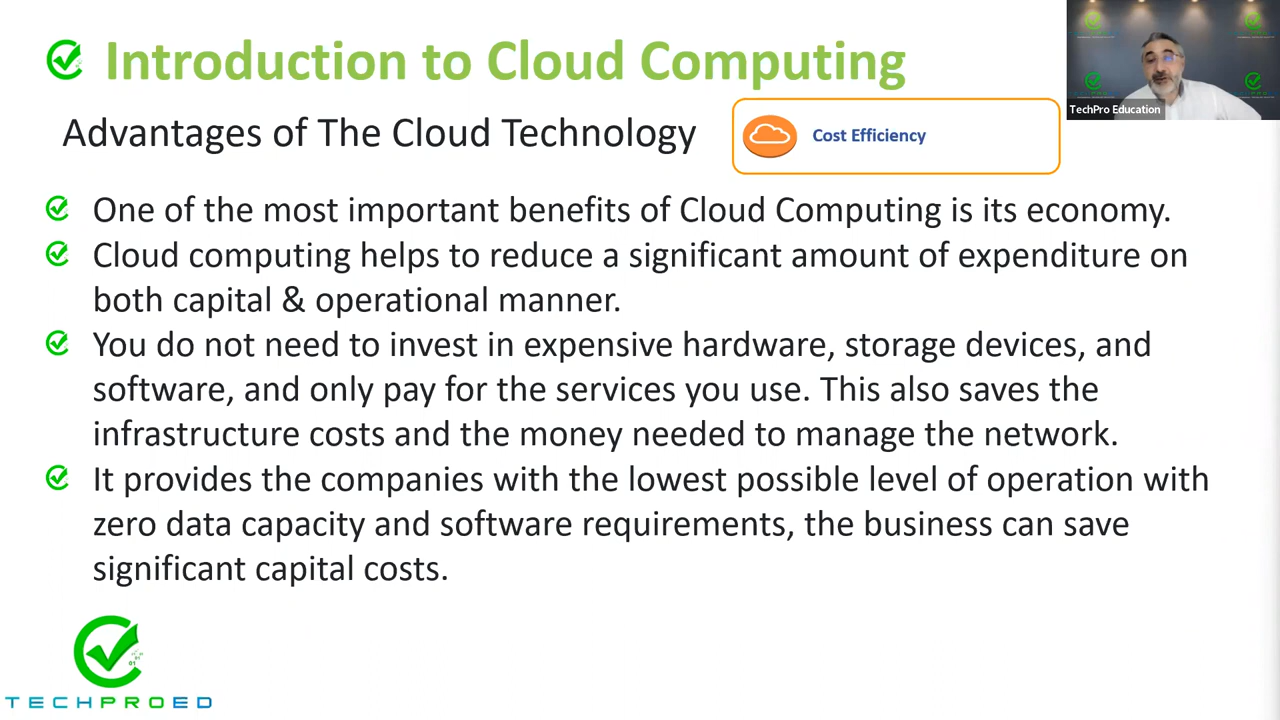 Introduction to Cloud Computing
TechPro Education
Advantages of The Cloud Technology
Cost Efficiency
One of the most important benefits of Cloud Computing is its economy.
Cloud computing helps to reduce a significant amount of expenditure on
both capital & operational manner.
You do not need to invest in expensive hardware, storage devices, and
software, and only pay for the services you use. This also saves the
infrastructure costs and the money needed to manage the network.
It provides the companies with the lowest possible level of operation with
zero data capacity and software requirements, the business can save
significant capital costs.
TECHPROED